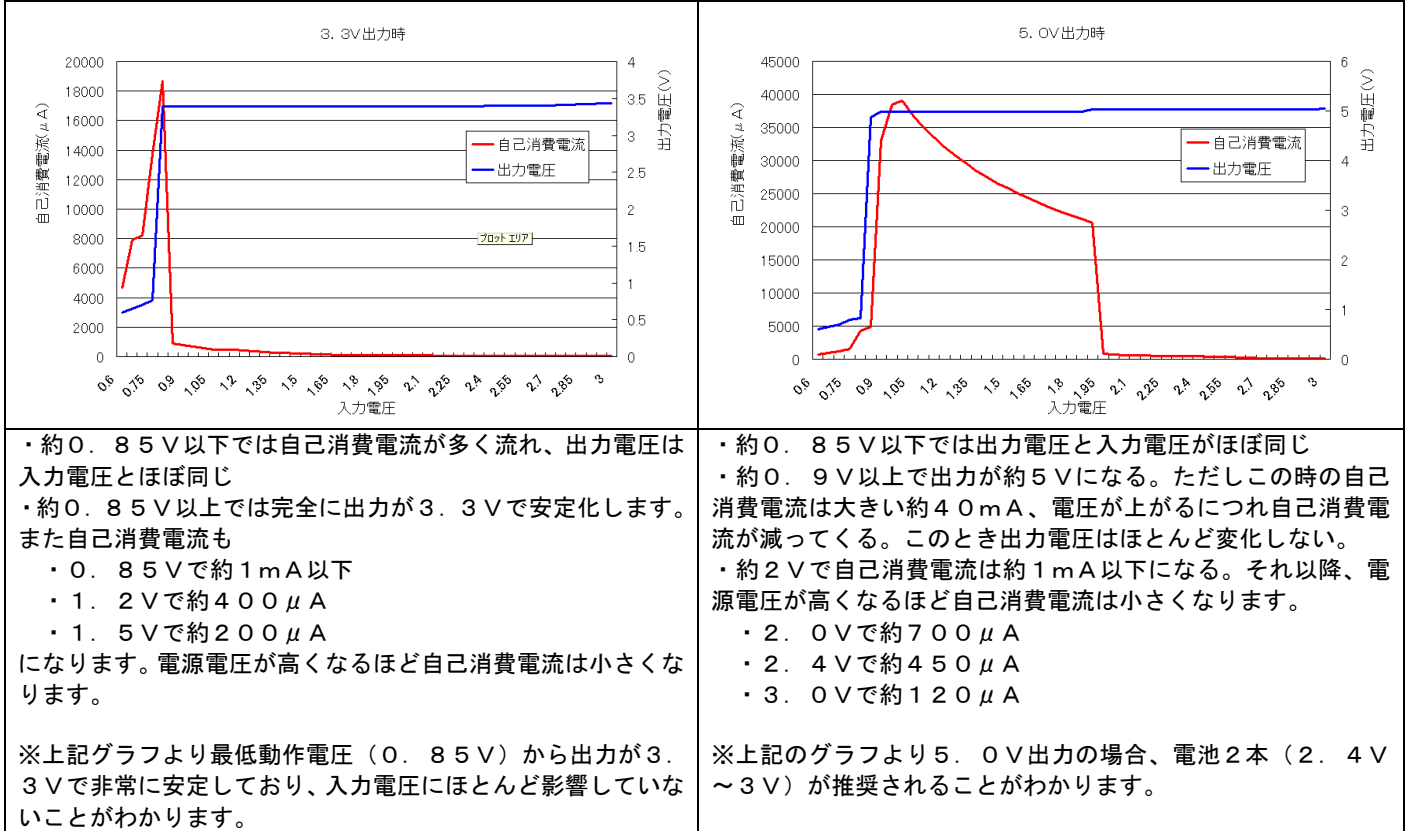 3．3V出力時
20000
18000
16000
14000
12000
10000
8000
6000
4000
2000
0
自己消費電流(μA)
4
3.5
3
2.5
2
1.5
1
0.5
0
出力電圧(V)
自己消費電流
出力電圧
プロット エリア
0.6
0.75
0.9
1.05
1.2
1.35
1.5
1.65
1.8
1.95
2.1
2.25
2.4
2.55
2.7
2.85
3
入力電圧
・約０．８５Ｖ以下では自己消費電流が多く流れ、出力電圧は
入力電圧とほぼ同じ
・約０．８５Ｖ以上では完全に出力が３．３Ｖで安定化します。
また自己消費電流も
・０．８５Ｖで約１ｍＡ以下
・１．２Ｖで約４００μＡ
・１．５Ｖで約２００μＡ
になります。電源電圧が高くなるほど自己消費電流は小さくな
ります。
※上記グラフより最低動作電圧（０．８５Ｖ）から出力が３．
３Ｖで非常に安定しており、入力電圧にほとんど影響していな
いことがわかります。
5．0V出力時
45000
40000
35000
30000
25000
20000
15000
10000
5000
0
自己消費電流(μA)
6
5
4
3
2
1
0
出力電圧(V)
自己消費電流
出力電圧
0.6
0.75
0.9
1.05
1.2
1.35
1.5
1.65
1.8
1.95
2.1
2.25
2.4
2.55
2.7
2.85
3
入力電圧
・約０．８５Ｖ以下では出力電圧と入力電圧がほぼ同じ
・約０．９Ｖ以上で出力が約５Ｖになる。ただしこの時の自己
消費電流は大きい約４０ｍＡ、電圧が上がるにつれ自己消費電
流が減ってくる。このとき出力電圧はほとんど変化しない。
・約２Ｖで自己消費電流は約１ｍＡ以下になる。それ以降、電
源電圧が高くなるほど自己消費電流は小さくなります。
・２．０Ｖで約７００μＡ
・２．４Ｖで約４５０μＡ
・３．０Ｖで約１２０μＡ
※上記のグラフより５．０Ｖ出力の場合、電池２本（２．４Ｖ
～３Ｖ）が推奨されることがわかります。